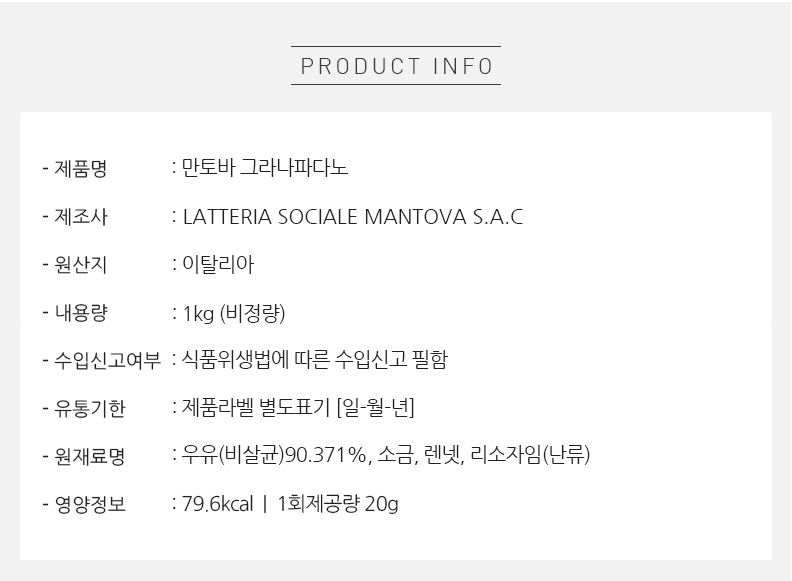 PRODUCT INFO
- 제품명 : 만토바 그라나파다노
- 제조사 : LATTERIA SOCIALE MANTOVA S.A.C
- 원산지 : 이탈리아
- 내용량 : 1kg (비정량)
- 수입신고여부 : 식품위생법에 따른 수입신고 필함
- 유통기한 : 제품라벨 별도표기 [일-월-년]
- 원재료명 : 우유(비살균)90.371%, 소금, 렌넷, 리소자임(난류)
- 영양정보 : 79.6kcal | 1회제공량 20g